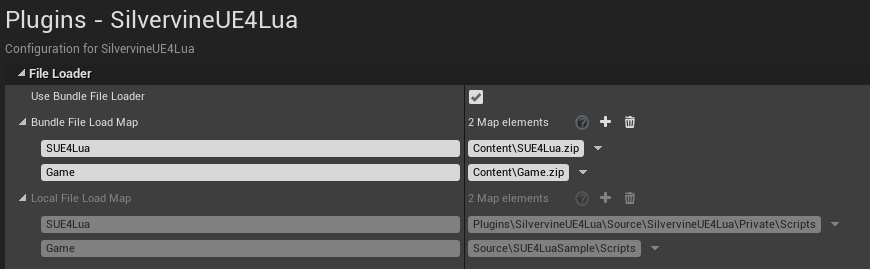 Plugins - SilvervineUE4Lua
Configuration for SilvervineUE4Lua
File Loader
Use Bundle File Loader
Bundle File Load Map 2 Map elements
SUE4Lua Content\SUE4Lua.zip
Game Content\Game.zip
Local File Load Map 2 Map elements
SUE4Lua Plugins\SilvervineUE4Lua\Source\SilvervineUE4Lua\Private\Scripts
Game Source\SUE4LuaSample\Scripts